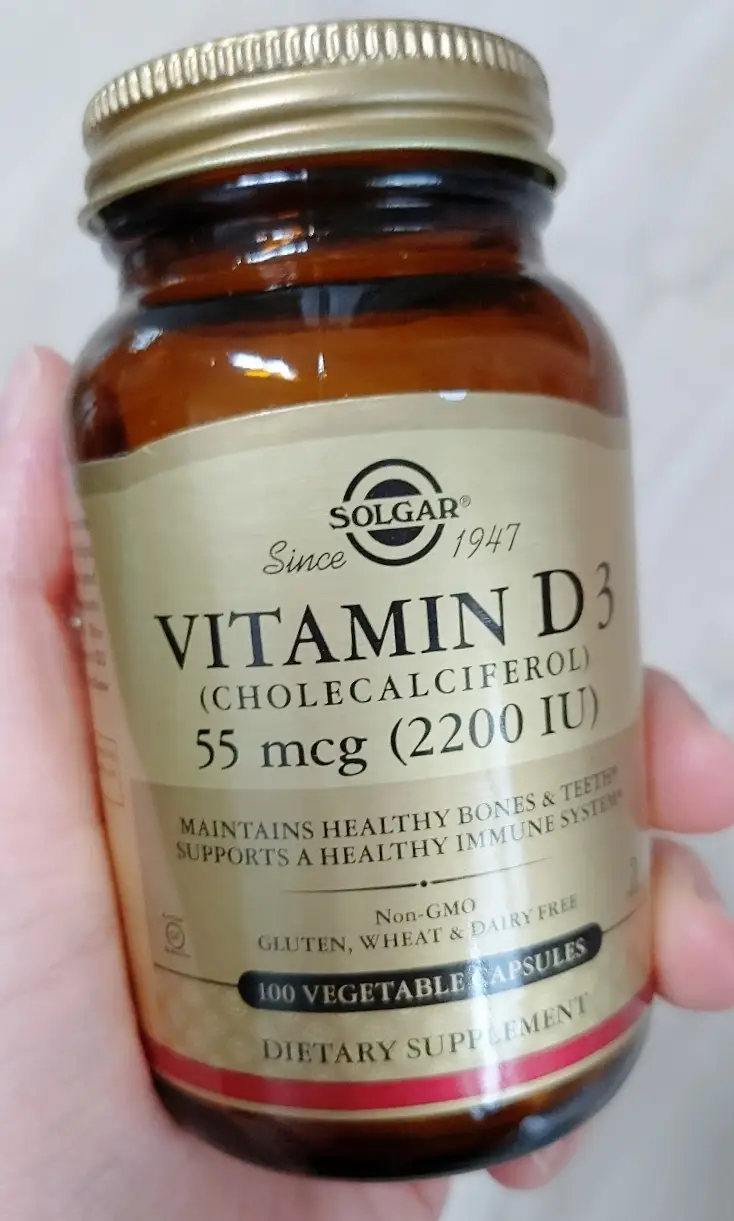 SOLGAR®
Since 1947
VITAMIN D3
(CHOLECALCIFEROL)
55 mcg (2200 IU)
MAINTAINS HEALTHY BONES & TEETH*
SUPPORTS A HEALTHY IMMUNE SYSTEM*
Non-GMO
GLUTEN, WHEAT & DAIRY FREE
100 VEGETABLE CAPSULES
DIETARY SUPPLEMENT